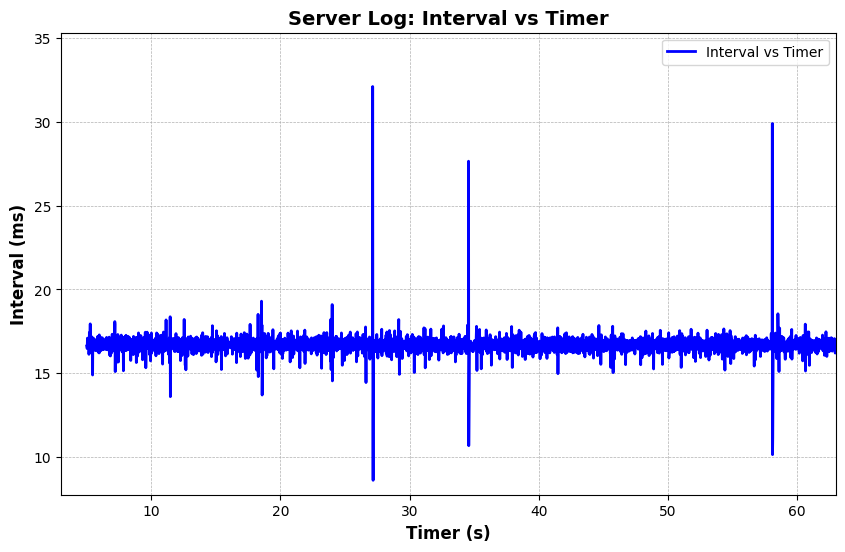 Server Log: Interval vs Timer
Interval vs Timer
35
30
25
20
15
10
Interval (ms)
10 20 30 40 50 60
Timer (s)